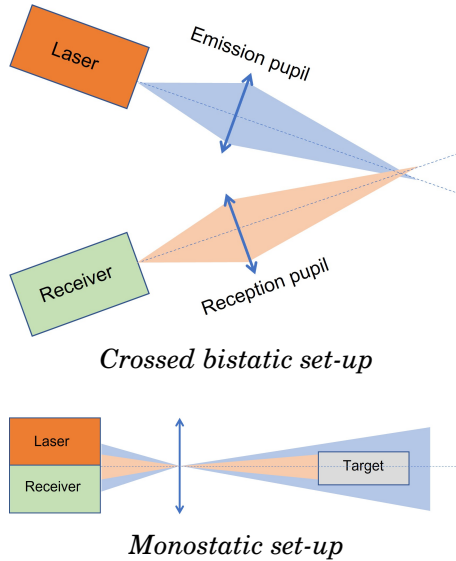 Laser
Emission pupil
Receiver
Reception pupil
Crossed bistatic set-up
Laser
Receiver
Target
Monostatic set-up